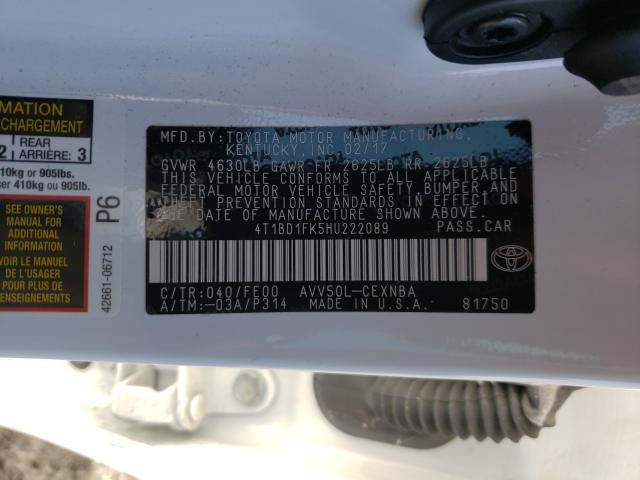 MATION
CHARGEMENT
2 REAR ARRIÈRE: 3
10kg or 905lbs.
ser 410kg ou 905lb.
SEE OWNER'S
MANUAL FOR
ADDITIONAL
INFORMATION
VOIR LE MANUEL
DE L'USAGER
POUR PLUS DE
RENSEIGNEMENTS
P6
42661-06712
MFD. BY: TOYOTA MOTOR MANUFACTURING,
KENTUCKY, INC. 02/17
GVWR 4630LB GAWR FR 2625LB RR 2625LB
THIS VEHICLE CONFORMS TO ALL APPLICABLE
FEDERAL MOTOR VEHICLE SAFETY, BUMPER, AND
THEFT PREVENTION STANDARDS IN EFFECT ON
THE DATE OF MANUFACTURE SHOWN ABOVE.
4T1BD1FK5HU222089 PASS.CAR
C/TR:040/FE00 AVV50L-CEXNBA
A/TM:-03A/P314 MADE IN U.S.A. 81750